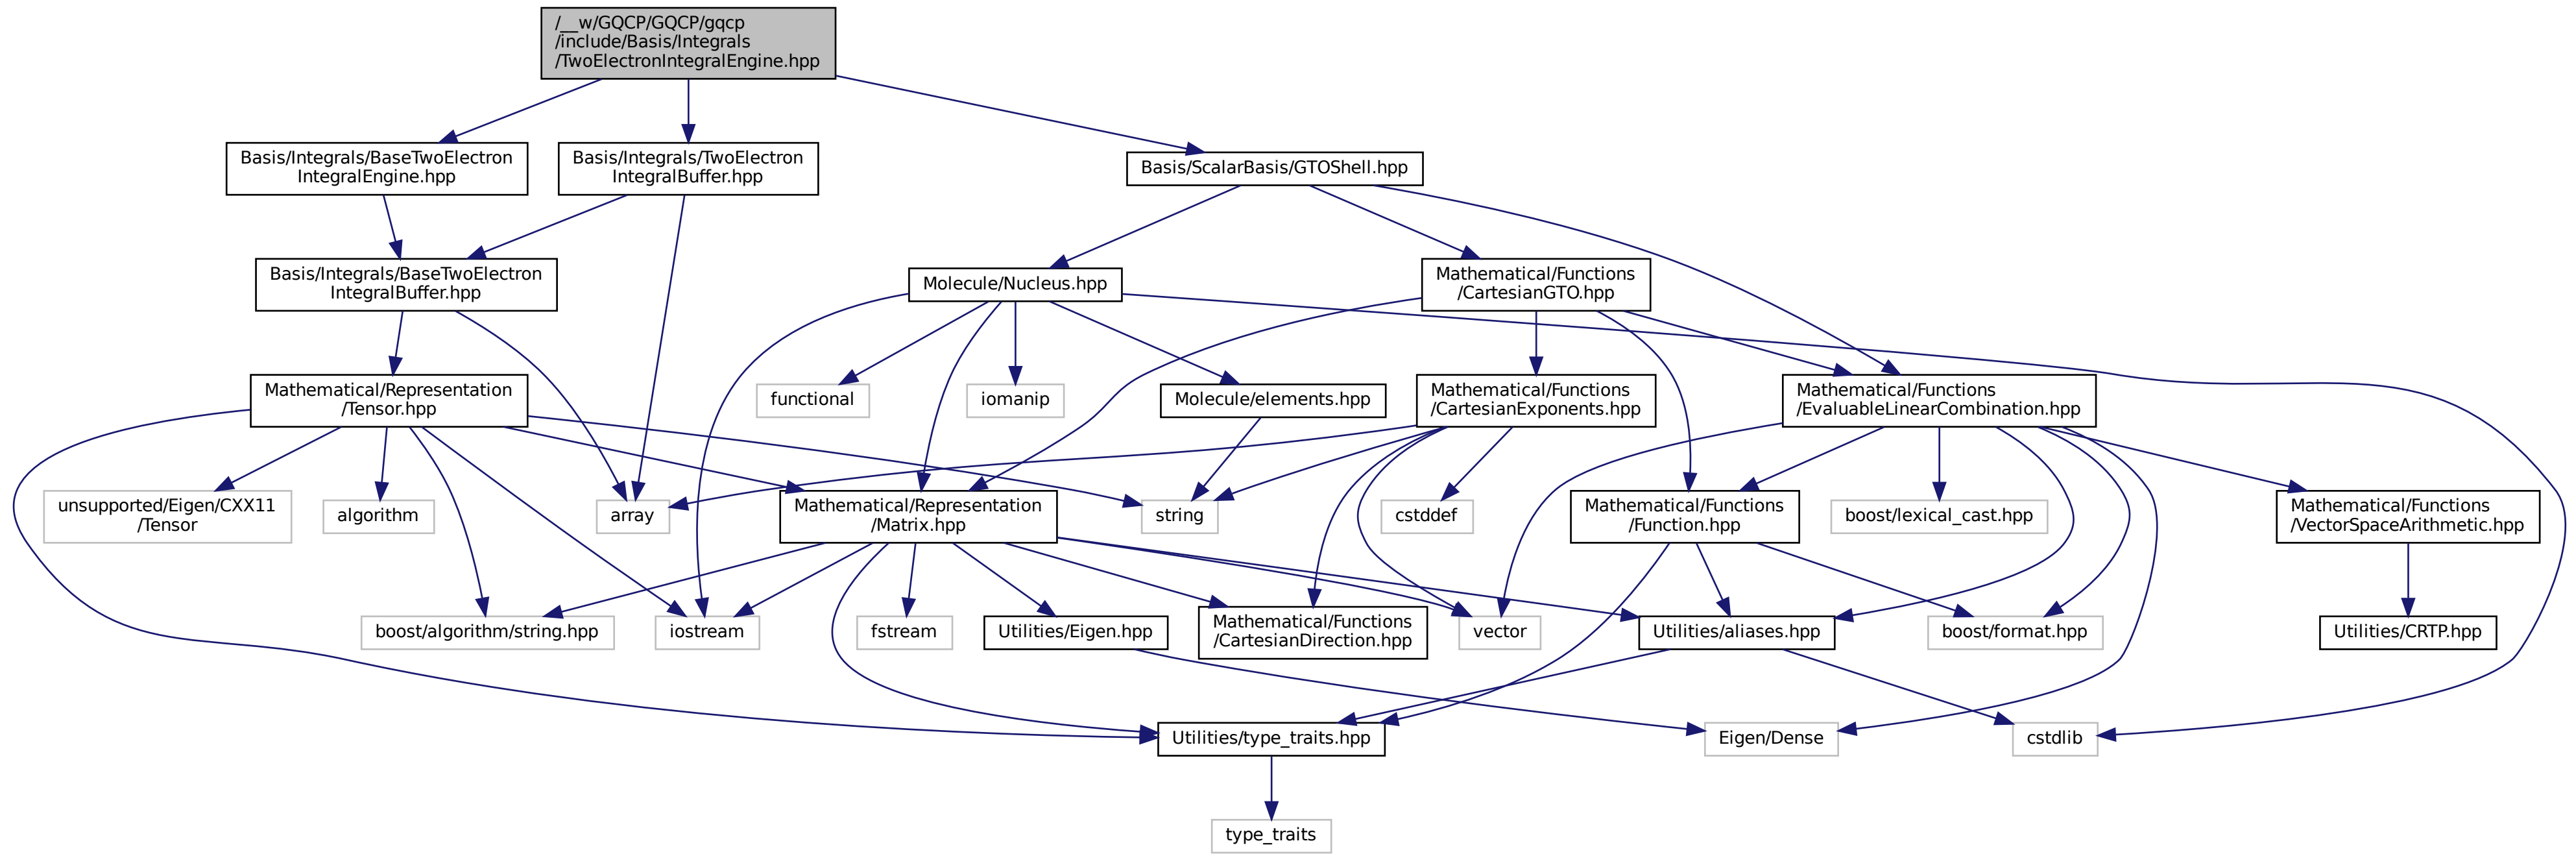 /__w/GQCP/GQCP/gqcp
/include/Basis/Integrals
/TwoElectronIntegralEngine.hpp
Basis/Integrals/BaseTwoElectron
IntegralEngine.hpp
Basis/Integrals/TwoElectron
IntegralBuffer.hpp
Basis/ScalarBasis/GTOShell.hpp
Basis/Integrals/BaseTwoElectron
IntegralBuffer.hpp
Molecule/Nucleus.hpp
Mathematical/Functions
/CartesianGTO.hpp
Mathematical/Representation
/Tensor.hpp
functional
iomanip
Molecule/elements.hpp
Mathematical/Functions
/CartesianExponents.hpp
Mathematical/Functions
/EvaluableLinearCombination.hpp
unsupported/Eigen/CXX11
/Tensor
algorithm
array
Mathematical/Representation
/Matrix.hpp
string
cstddef
Mathematical/Functions
/Function.hpp
boost/lexical_cast.hpp
Mathematical/Functions
/VectorSpaceArithmetic.hpp
boost/algorithm/string.hpp
iostream
fstream
Utilities/Eigen.hpp
Mathematical/Functions
/CartesianDirection.hpp
vector
Utilities/aliases.hpp
boost/format.hpp
Utilities/CRTP.hpp
Utilities/type_traits.hpp
Eigen/Dense
cstdlib
type_traits